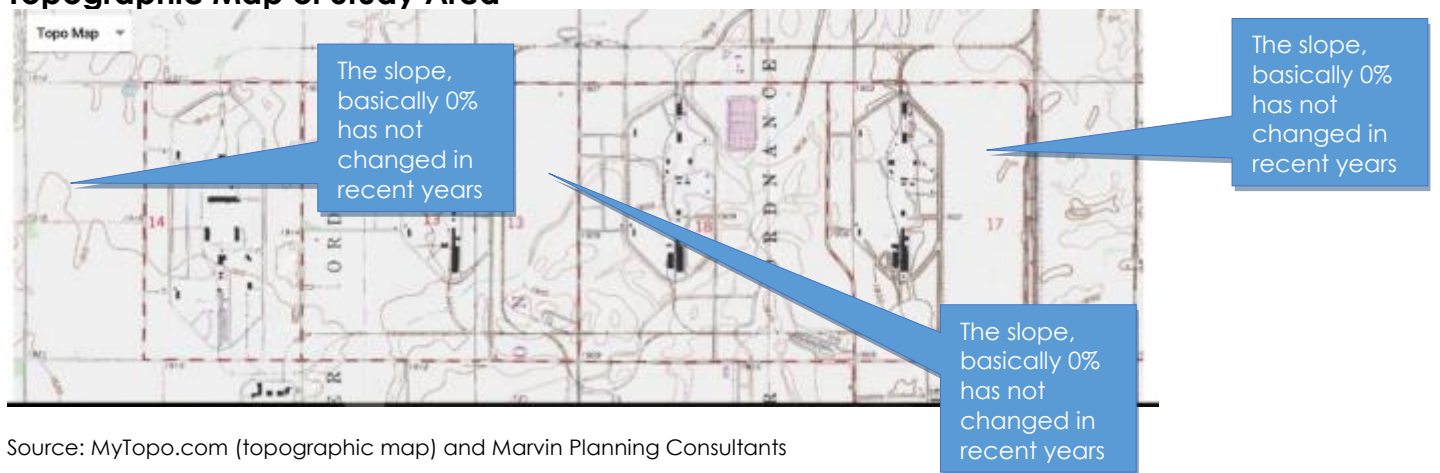 Topographic Map of Study Area
Topo Map
The slope,
basically 0%
has not
changed in
recent years
The slope,
basically 0%
has not
changed in
recent years
14
13
13
18
17
ORD
ORDNANCE
The slope,
basically 0%
has not
changed in
recent years
Source: MyTopo.com (topographic map) and Marvin Planning Consultants